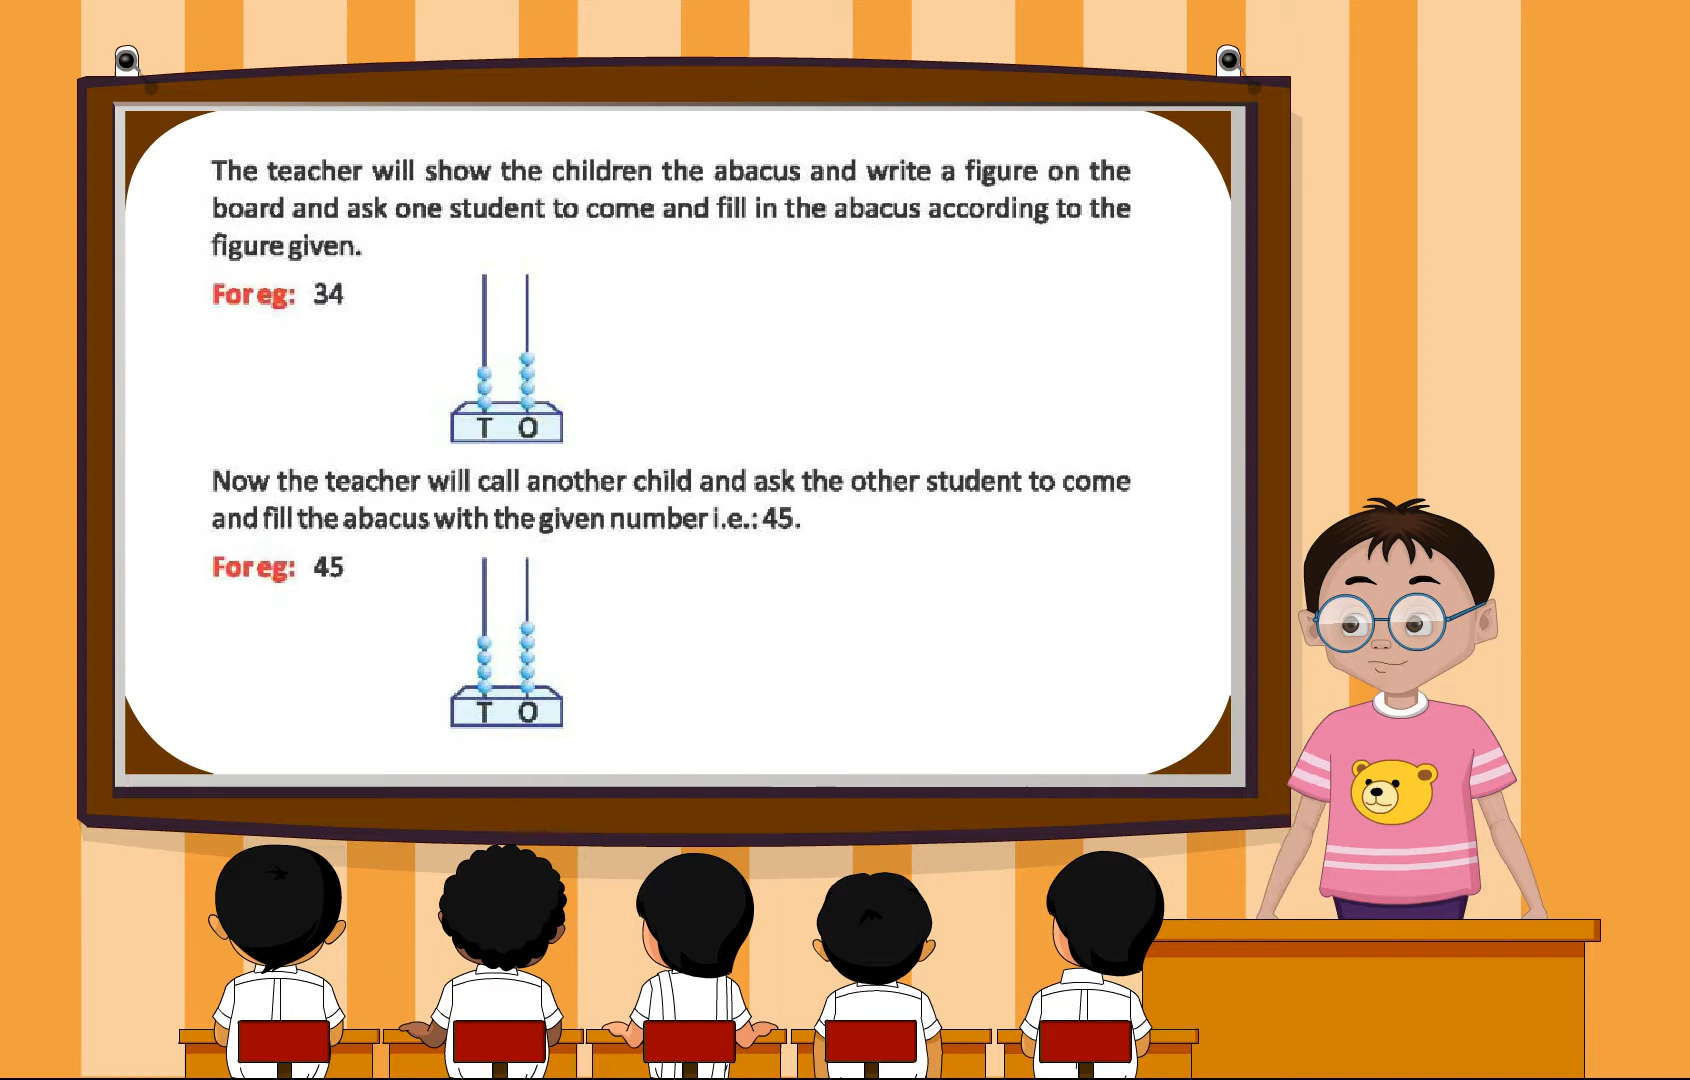 The teacher will show the children the abacus and write a figure on the
board and ask one student to come and fill in the abacus according to the
figure given.
For eg: 34
T O
Now the teacher will call another child and ask the other student to come
and fill the abacus with the given number i.e.: 45.
For eg: 45
T O